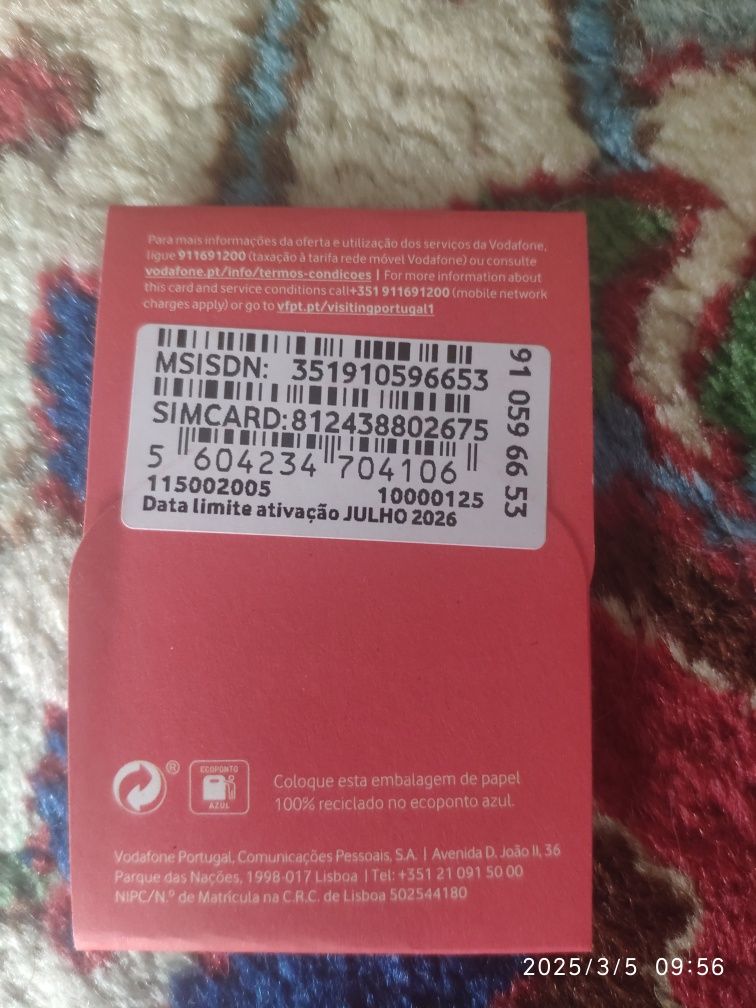 Para mais informações da oferta e utilização dos serviços da Vodafone,
ligue 911691200 (taxação à tarifa rede móvel Vodafone) ou consulte
vodafone.pt/info/termos-condicoes | For more information about
this card and service conditions call+351 911691200 (mobile network
charges apply) or go to vfpt.pt/visitingportugal1
MSISDN: 351910596653
SIMCARD:812438802675
5 604234 704106
115002005 10000125
Data limite ativação JULHO 2026
91 059 66 53
®
ECOPONTO
AZUL
Coloque esta embalagem de papel
100% reciclado no ecoponto azul.
Vodafone Portugal, Comunicações Pessoais, S.A. | Avenida D. João II, 36
Parque das Nações, 1998-017 Lisboa | Tel: +351 21 091 50 00
NIPC/N.º de Matrícula na C.R.C. de Lisboa 502544180
2025/3/5 09:56